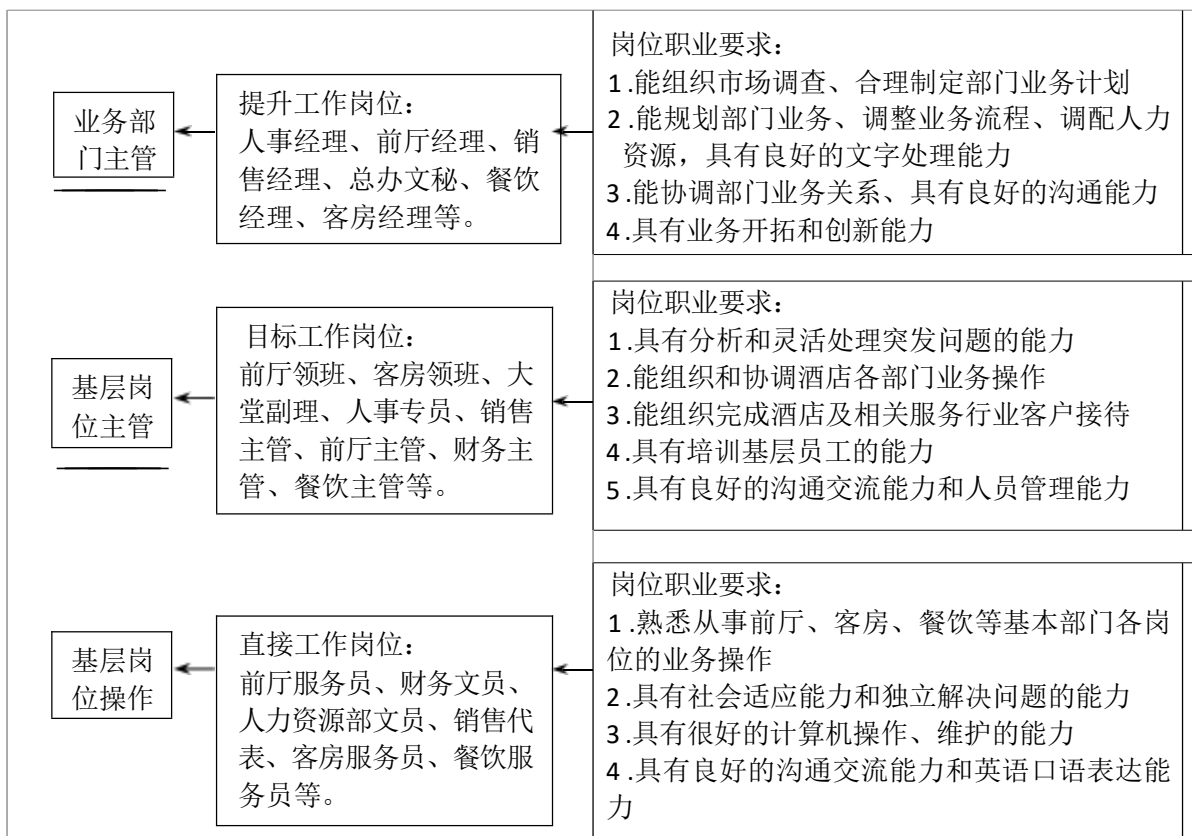 业务部
门主管
提升工作岗位：
人事经理、前厅经理、销
售经理、总办文秘、餐饮
经理、客房经理等。
岗位职业要求：
1.能组织市场调查、合理制定部门业务计划
2.能规划部门业务、调整业务流程、调配人力
资源，具有良好的文字处理能力
3.能协调部门业务关系、具有良好的沟通能力
4.具有业务开拓和创新能力
基层岗
位主管
目标工作岗位：
前厅领班、客房领班、大
堂副理、人事专员、销售
主管、前厅主管、财务主
管、餐饮主管等。
岗位职业要求：
1.具有分析和灵活处理突发问题的能力
2.能组织和协调酒店各部门业务操作
3.能组织完成酒店及相关服务行业客户接待
4.具有培训基层员工的能力
5.具有良好的沟通交流能力和人员管理能力
基层岗
位操作
直接工作岗位：
前厅服务员、财务文员、
人力资源部文员、销售代
表、客房服务员、餐饮服
务员等。
岗位职业要求：
1.熟悉从事前厅、客房、餐饮等基本部门各岗
位的业务操作
2.具有社会适应能力和独立解决问题的能力
3.具有很好的计算机操作、维护的能力
4.具有良好的沟通交流能力和英语口语表达能
力